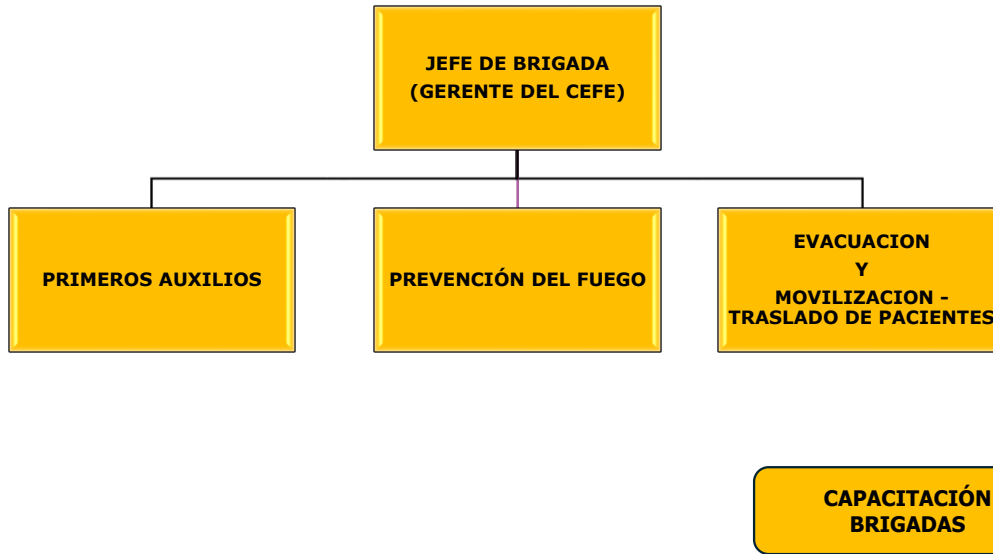 JEFE DE BRIGADA
(GERENTE DEL CEFE)
PRIMEROS AUXILIOS
PREVENCIÓN DEL FUEGO
EVACUACION
Y
MOVILIZACION -
TRASLADO DE PACIENTES
CAPACITACIÓN
BRIGADAS